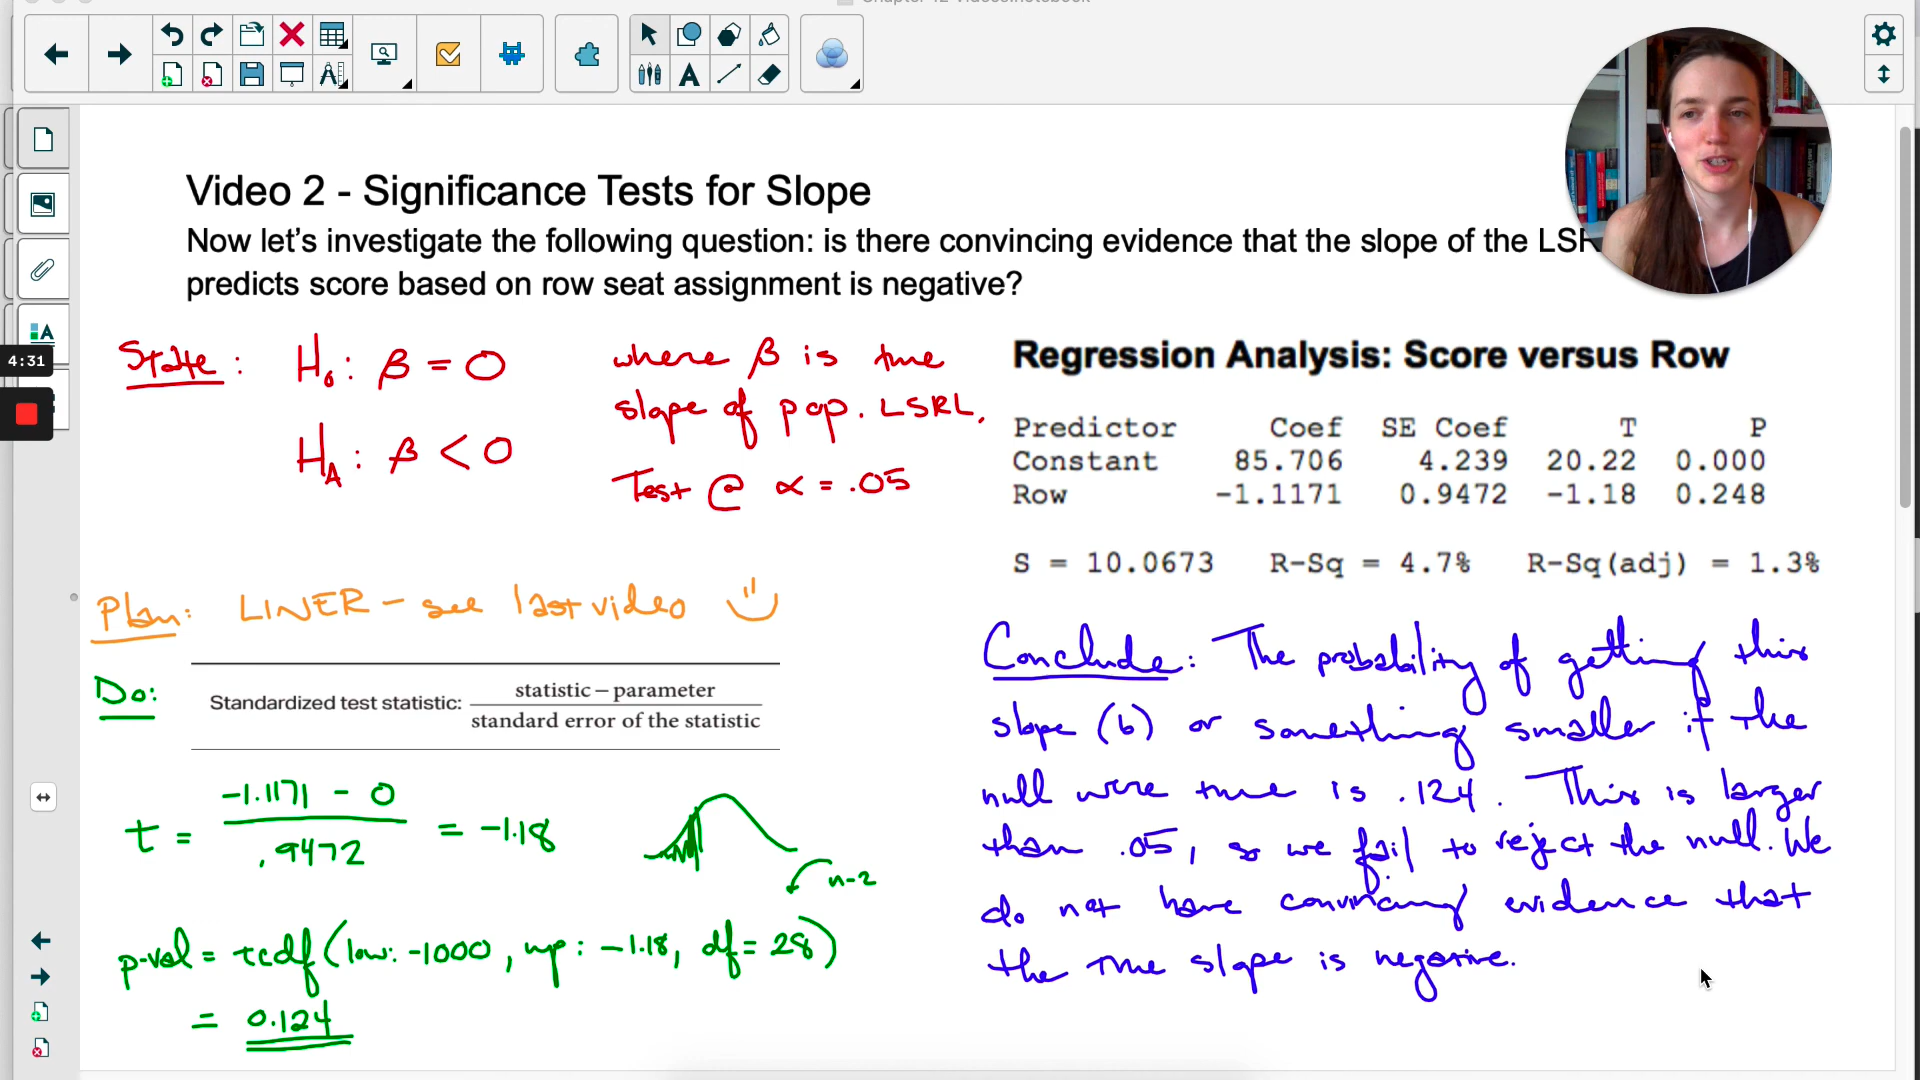 Chapter 12 Videos.notebook
4:31
Video 2 - Significance Tests for Slope
Now let's investigate the following question: is there convincing evidence that the slope of the LSR
predicts score based on row seat assignment is negative?
State: H₀: β = 0
Hₐ: β < 0
where β is true
slope of pop. LSRL.
Test @ α = .05
Regression Analysis: Score versus Row
Predictor Coef SE Coef T P
Constant 85.706 4.239 20.22 0.000
Row -1.1171 0.9472 -1.18 0.248
S = 10.0673 R-Sq = 4.7% R-Sq(adj) = 1.3%
Plan: LINER - see last video
Do:
Standardized test statistic: statistic – parameter
standard error of the statistic
t = -1.1171 - 0
.9472
= -1.18
n-2
p-val = tcdf(low: -1000, up: -1.18, df = 28)
= 0.124
Conclude: The probability of getting this
slope (b) or something smaller if the
null were true is .124. This is larger
than .05, so we fail to reject the null. We
do not have convincing evidence that
the true slope is negative.